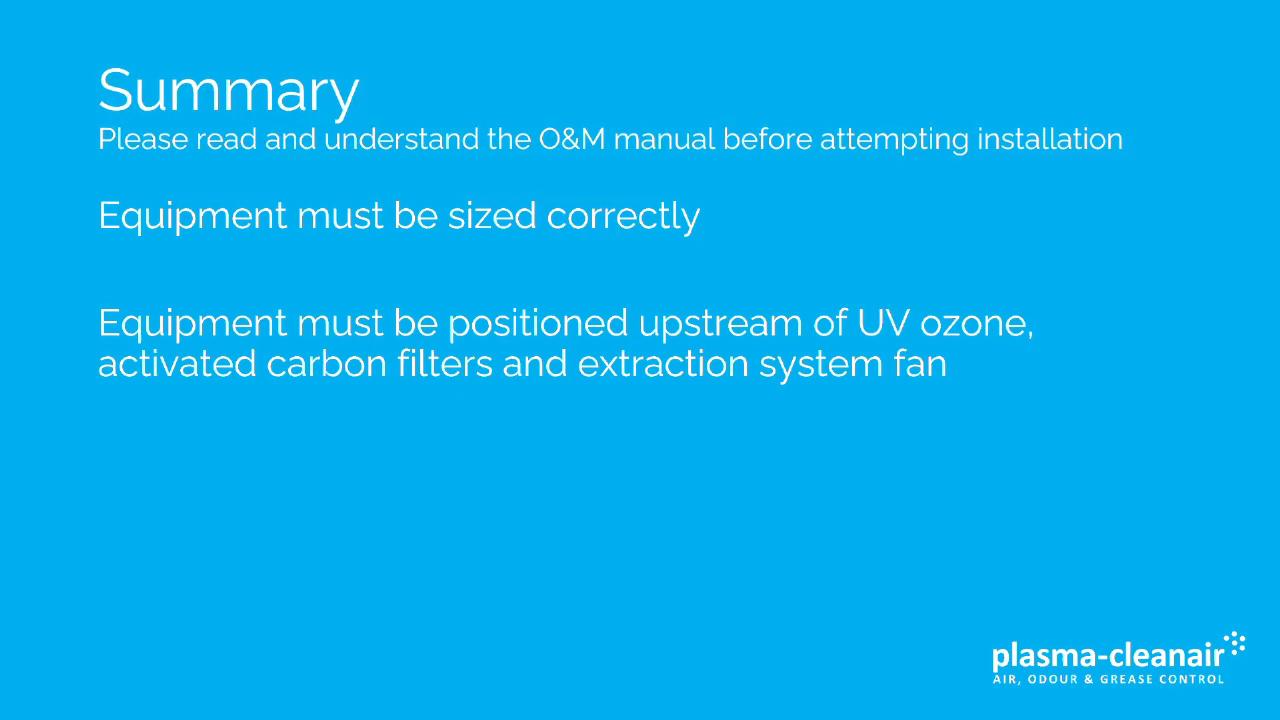 Summary
Please read and understand the O&M manual before attempting installation
Equipment must be sized correctly
Equipment must be positioned upstream of UV ozone,
activated carbon filters and extraction system fan
plasma-cleanair
AIR, ODOUR & GREASE CONTROL